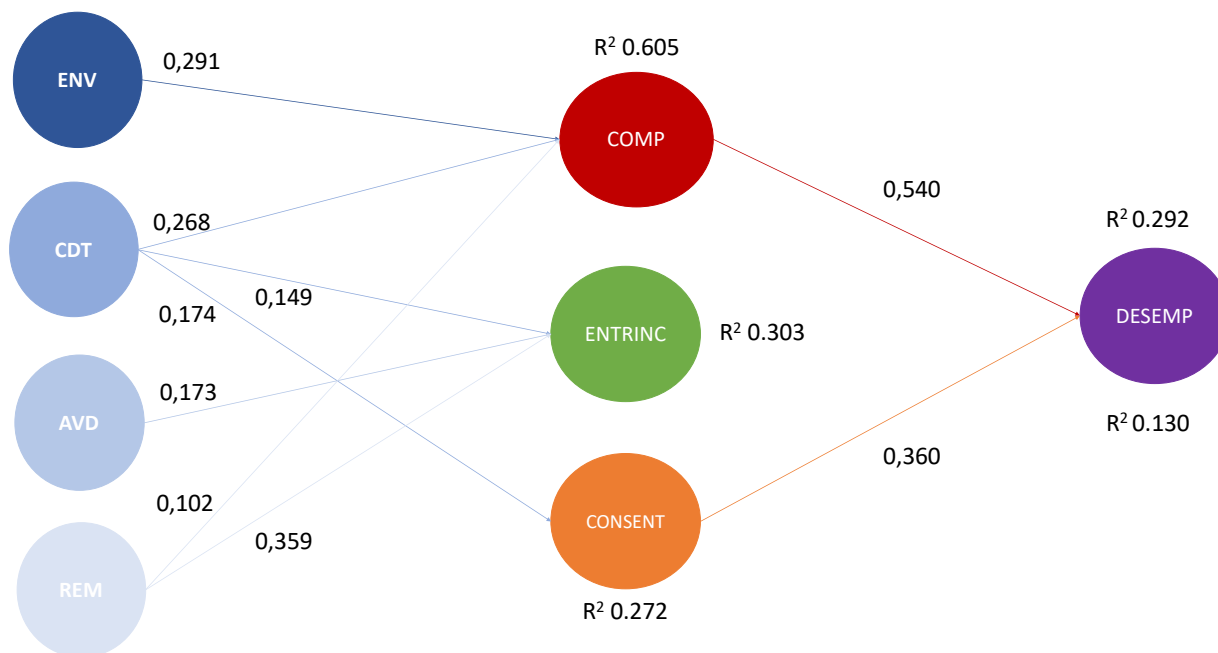 R² 0.605
ENV
0,291
COMP
0,540
R² 0.292
0,268
CDT
0,149
0,174
DESEMP
ENTRINC
R² 0.303
0,173
AVD
R² 0.130
0,360
0,102
CONSENT
0,359
REM
R² 0.272